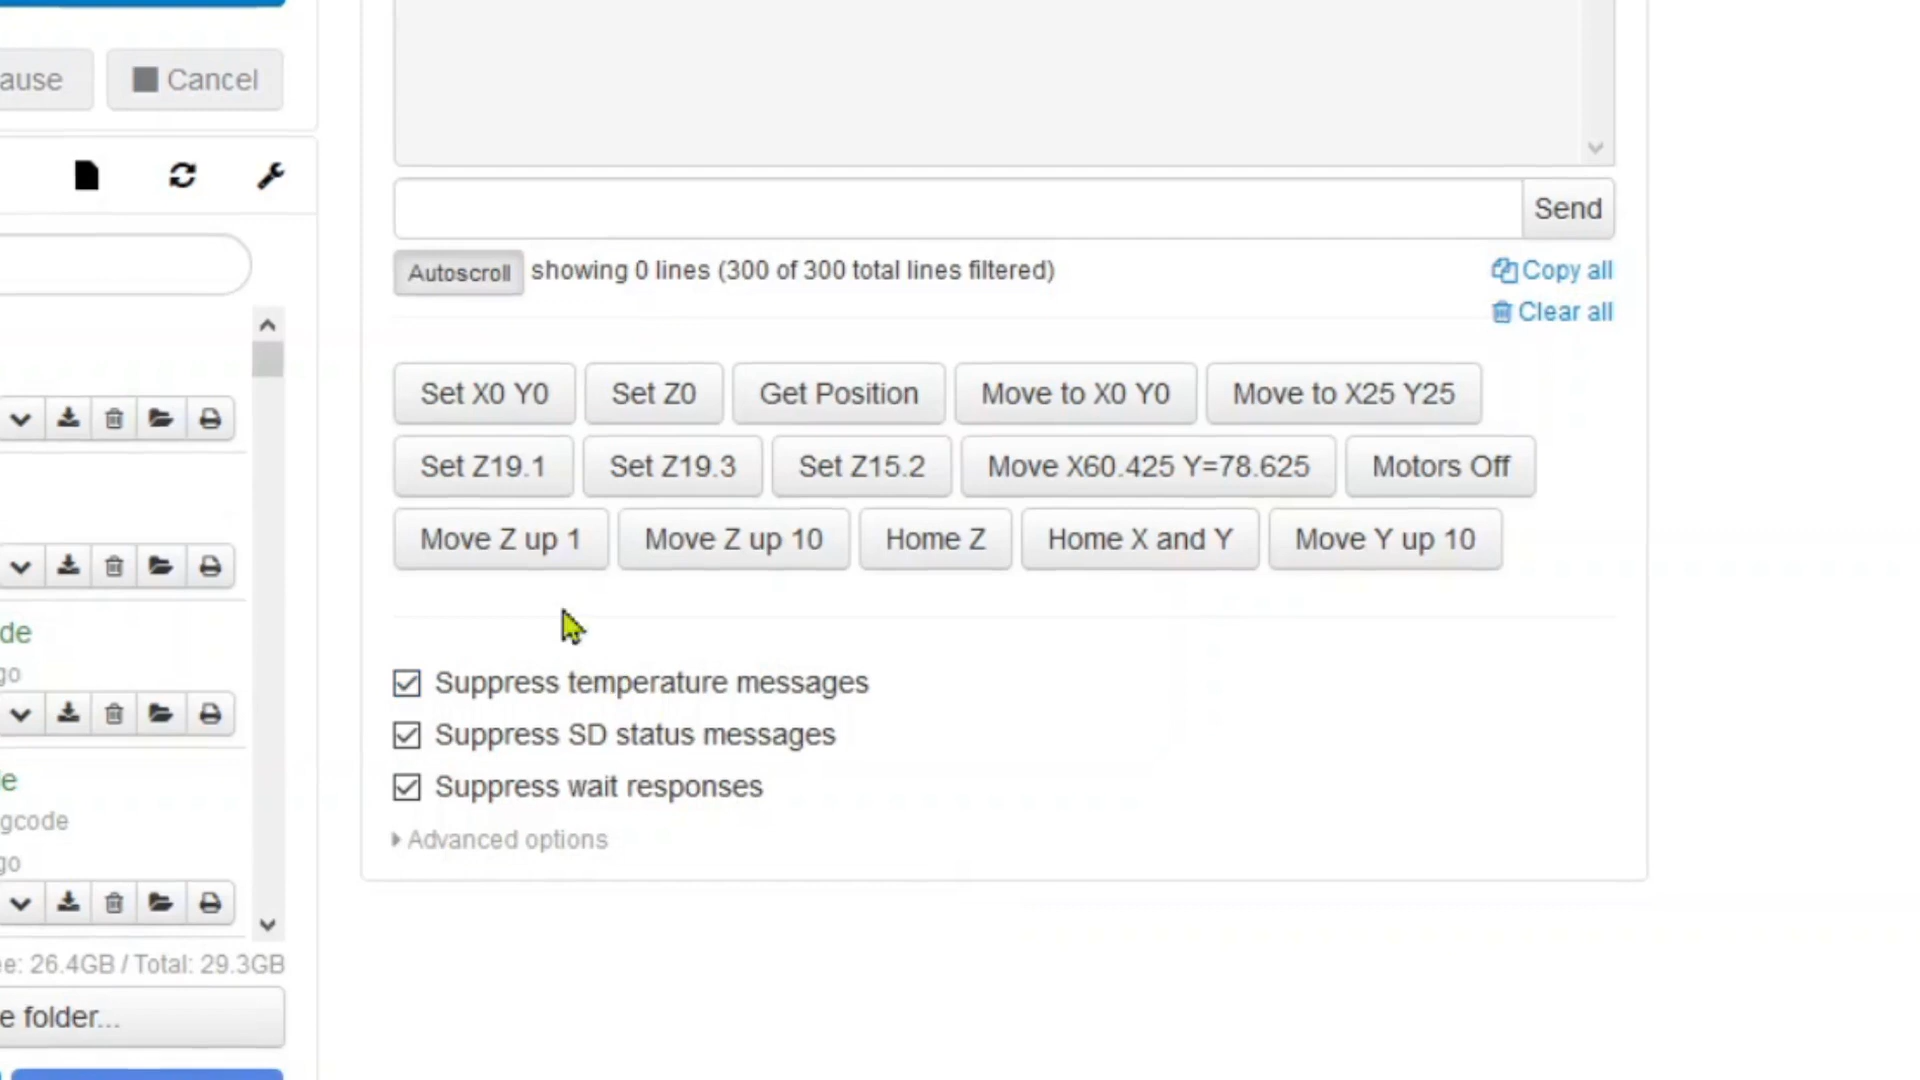 ause
Cancel
de
go
e
gcode
go
e: 26.4GB / Total: 29.3GB
e folder...
Send
Autoscroll showing 0 lines (300 of 300 total lines filtered)
Copy all
Clear all
Set X0 Y0 Set Z0 Get Position Move to X0 Y0 Move to X25 Y25
Set Z19.1 Set Z19.3 Set Z15.2 Move X60.425 Y=78.625 Motors Off
Move Z up 1 Move Z up 10 Home Z Home X and Y Move Y up 10
Suppress temperature messages
Suppress SD status messages
Suppress wait responses
Advanced options